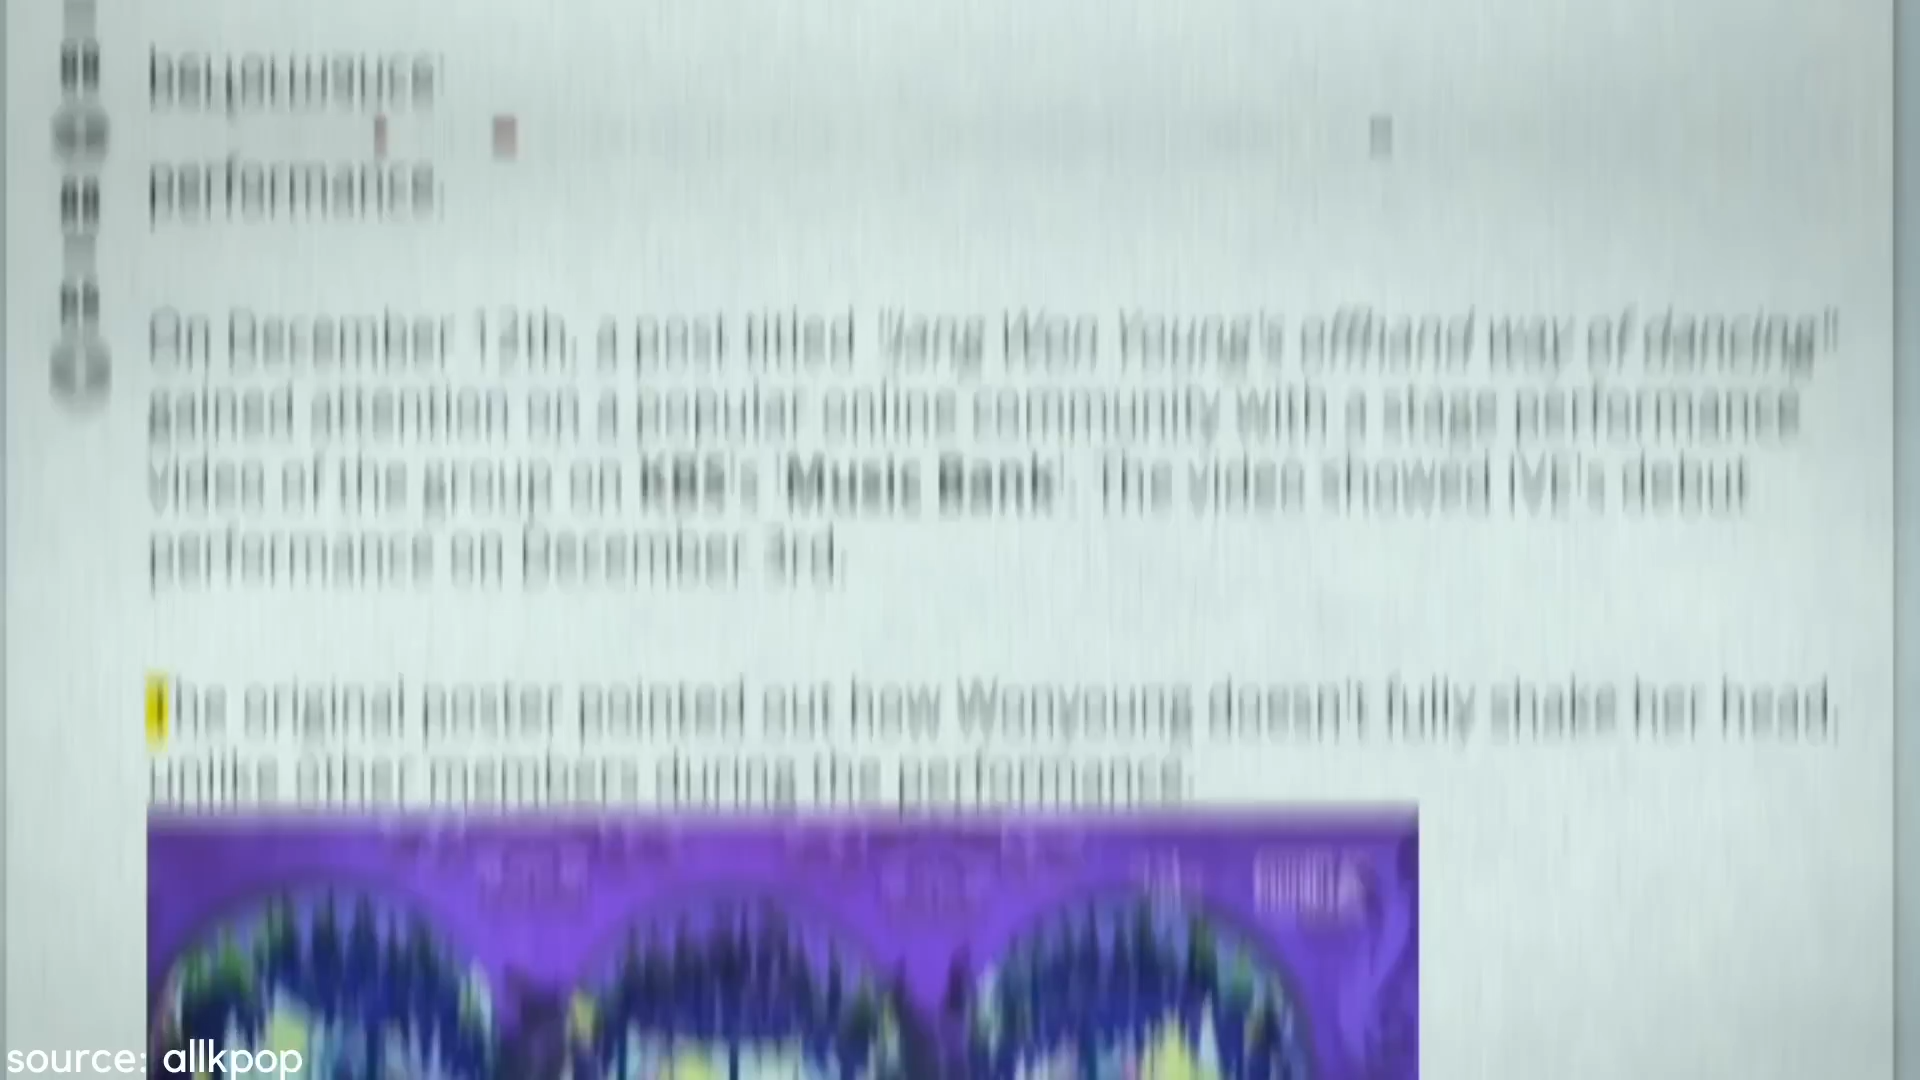 performance.
On December 13th, a post titled "Jang Won Young's offhand way of dancing"
gained attention on a popular online community with a stage performance
video of the group on KBS's 'Music Bank'. The video showed IVE's debut
performance on December 3rd.
The original poster pointed out how Wonyoung doesn't fully shake her head,
unlike other members during the performance.
source: allkpop